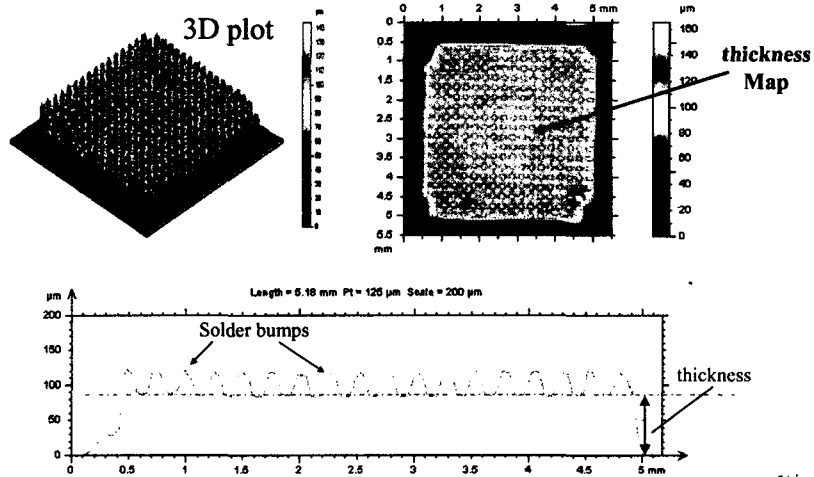 3D plot
0 1 2 3 4 5 mm
µm
0
0.5
1
1.5
2
2.5
3
3.5
4
4.5
5
5.5
mm
160
140
120
100
80
60
40
20
0
thickness
Map
Length = 5.18 mm Pt = 125 µm Scale = 200 µm
µm
200
150
100
50
0
Solder bumps
thickness
0 0.5 1 1.5 2 2.5 3 3.5 4 4.5 5 mm